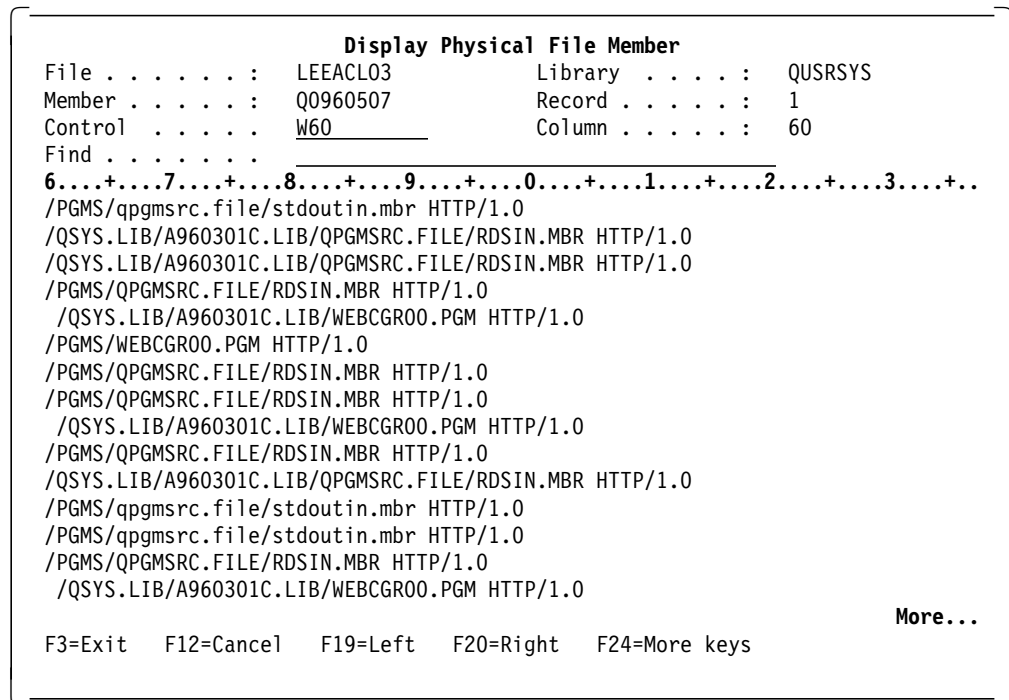 Display Physical File Member
File . . . . . . : LEEACL03 Library . . . . : QUSRSYS
Member . . . . . : Q0960507 Record . . . . . : 1
Control . . . . . W60 Column . . . . . : 60
Find . . . . . . .
6....+....7....+....8....+....9....+....0....+....1....+....2....+....3....+..
/PGMS/qpgmsrc.file/stdoutin.mbr HTTP/1.0
/QSYS.LIB/A960301C.LIB/QPGMSRC.FILE/RDSIN.MBR HTTP/1.0
/QSYS.LIB/A960301C.LIB/QPGMSRC.FILE/RDSIN.MBR HTTP/1.0
/PGMS/QPGMSRC.FILE/RDSIN.MBR HTTP/1.0
/QSYS.LIB/A960301C.LIB/WEBCGR00.PGM HTTP/1.0
/PGMS/WEBCGR00.PGM HTTP/1.0
/PGMS/QPGMSRC.FILE/RDSIN.MBR HTTP/1.0
/PGMS/QPGMSRC.FILE/RDSIN.MBR HTTP/1.0
/QSYS.LIB/A960301C.LIB/WEBCGR00.PGM HTTP/1.0
/PGMS/QPGMSRC.FILE/RDSIN.MBR HTTP/1.0
/QSYS.LIB/A960301C.LIB/QPGMSRC.FILE/RDSIN.MBR HTTP/1.0
/PGMS/qpgmsrc.file/stdoutin.mbr HTTP/1.0
/PGMS/qpgmsrc.file/stdoutin.mbr HTTP/1.0
/PGMS/QPGMSRC.FILE/RDSIN.MBR HTTP/1.0
/QSYS.LIB/A960301C.LIB/WEBCGR00.PGM HTTP/1.0
More...
F3=Exit F12=Cancel F19=Left F20=Right F24=More keys